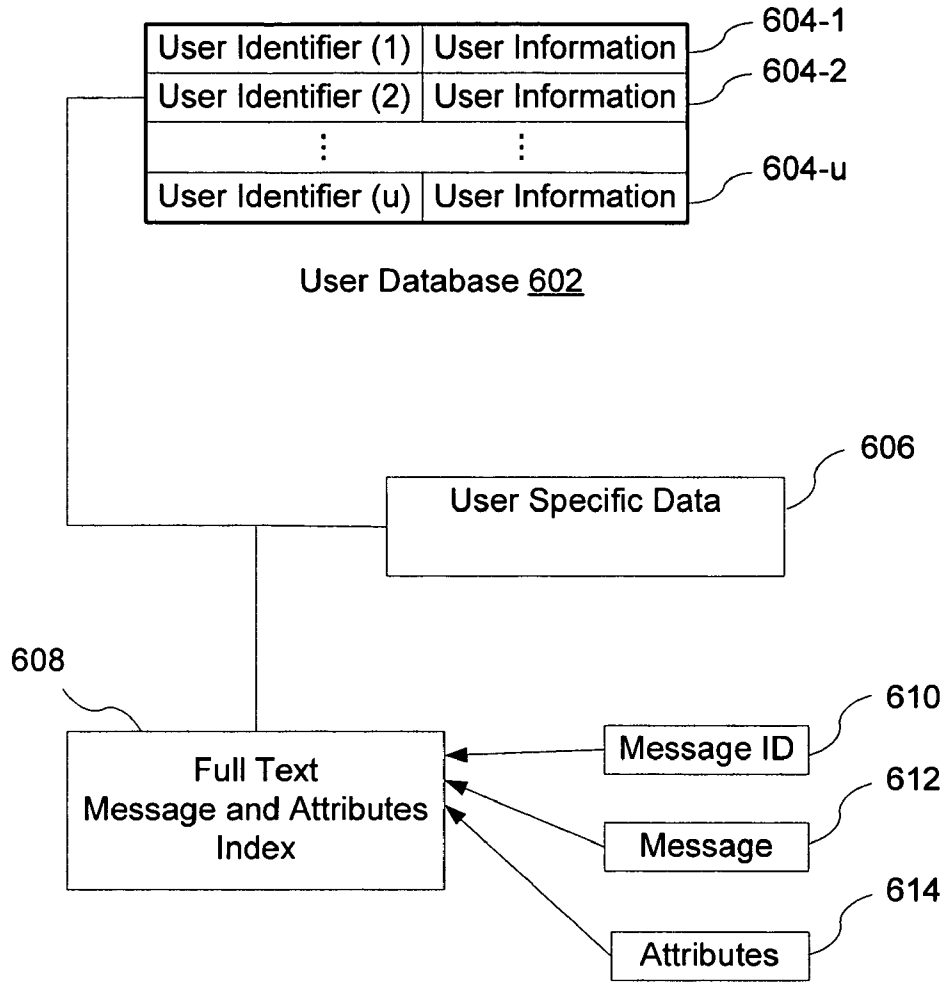 User Identifier (1) User Information 604-1
User Identifier (2) User Information 604-2
⋮ ⋮
User Identifier (u) User Information 604-u
User Database 602
606
User Specific Data
608
Full Text
Message and Attributes
Index
610
Message ID
612
Message
614
Attributes